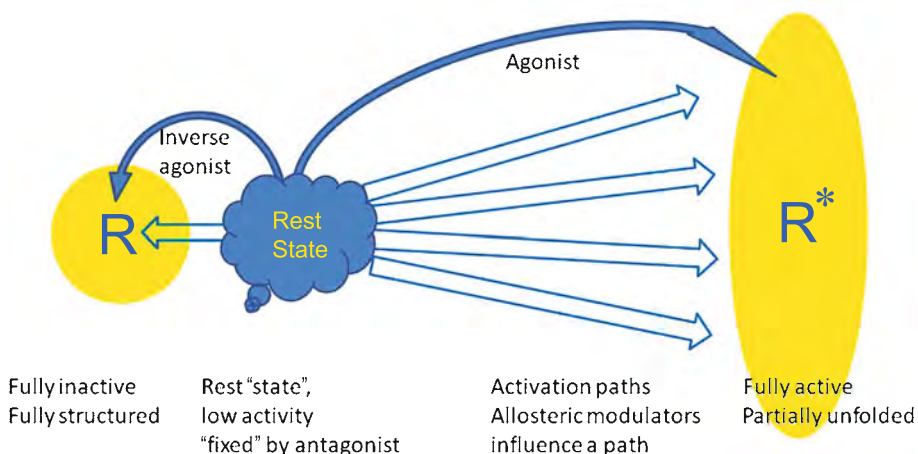 Agonist
Inverse
agonist
R
Rest
State
R*
Fully inactive
Fully structured
Rest “state”,
low activity
“fixed” by antagonist
Activation paths
Allosteric modulators
influence a path
Fully active
Partially unfolded